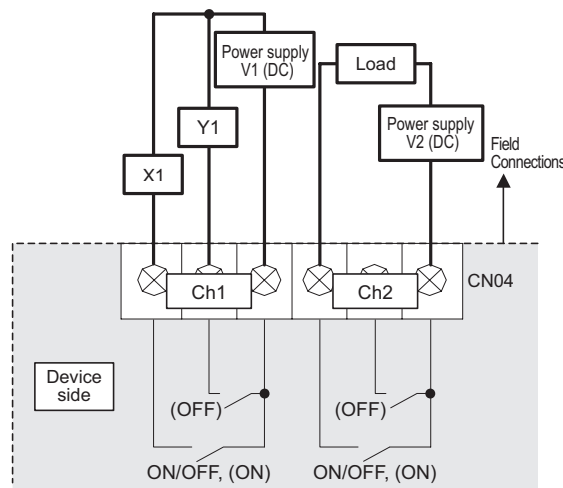 Power supply
V1 (DC)
Load
Y1
Power supply
V2 (DC)
Field
Connections
X1
Ch1
Ch2
CN04
Device
side
(OFF)
(OFF)
ON/OFF, (ON)
ON/OFF, (ON)